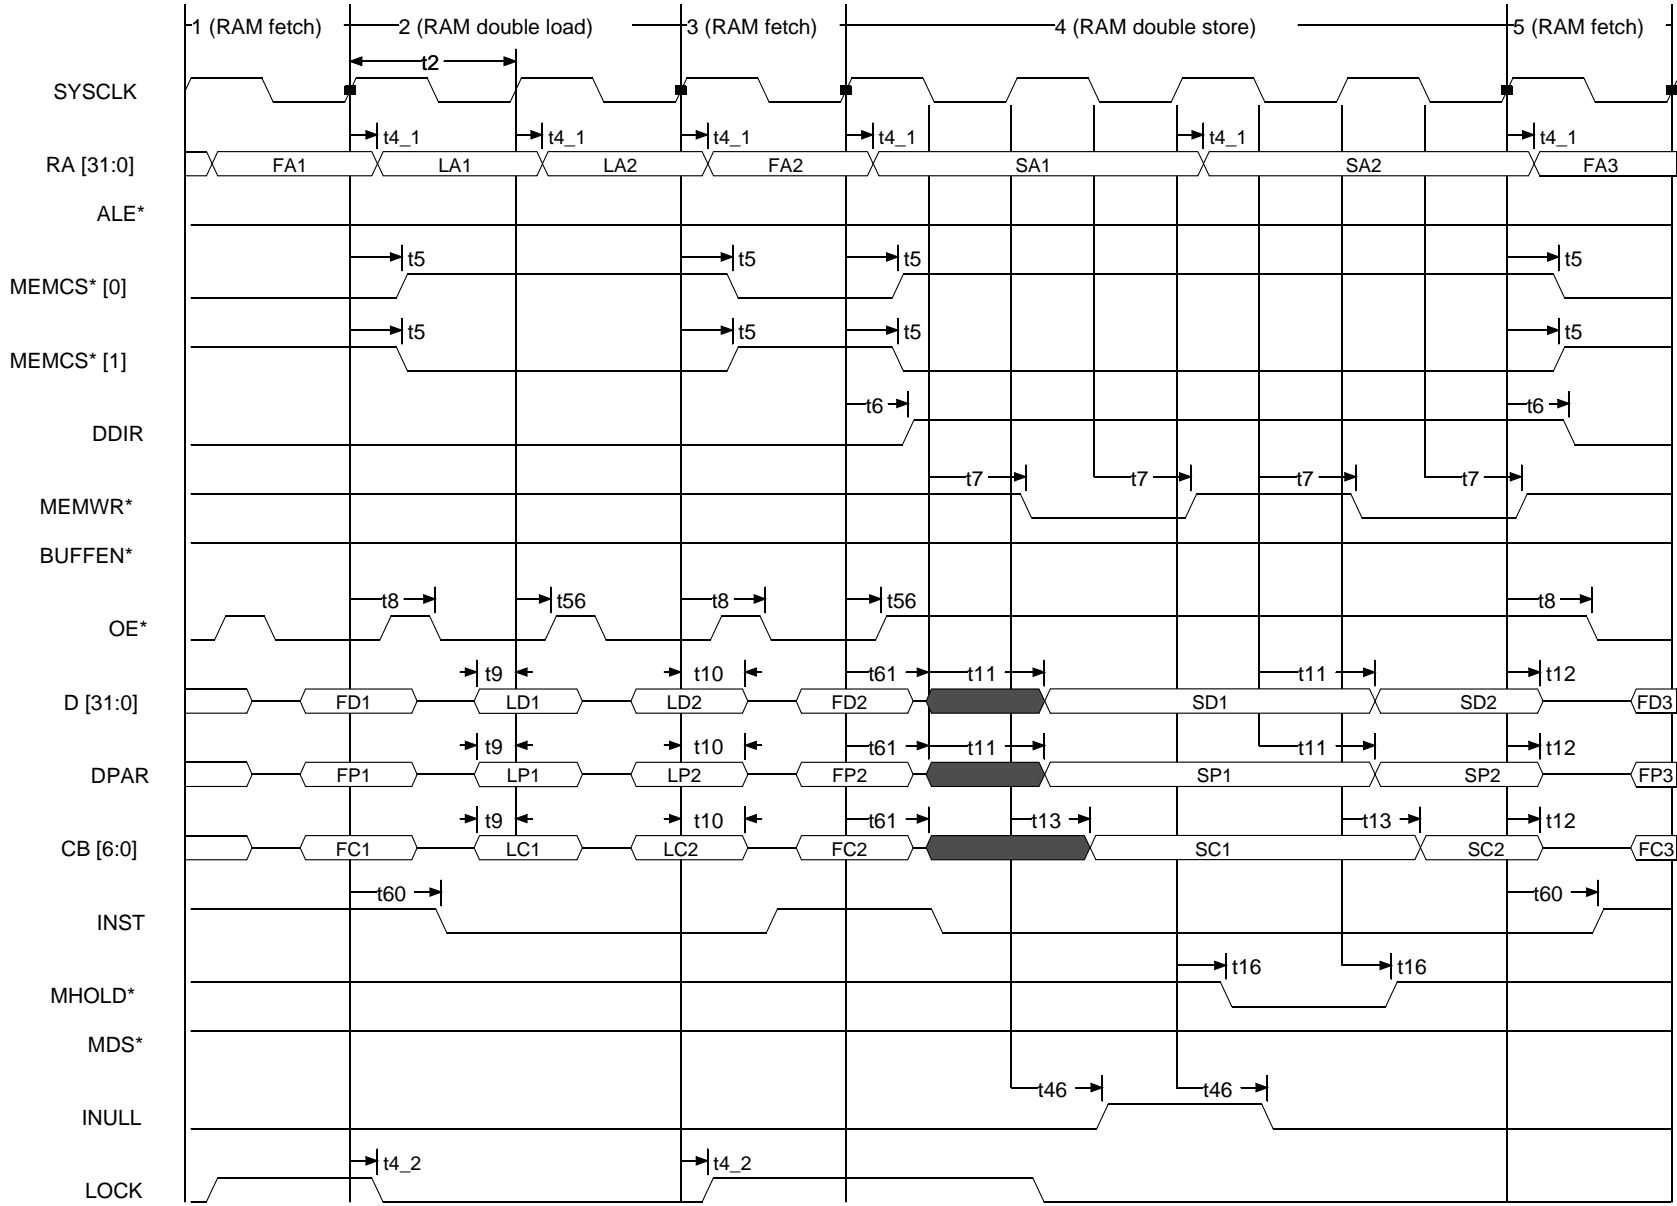 1 (RAM fetch) 2 (RAM double load) 3 (RAM fetch) 4 (RAM double store) 5 (RAM fetch)
t2
SYSCLK
t4_1 t4_1 t4_1 t4_1 t4_1 t4_1
RA [31:0] FA1 LA1 LA2 FA2 SA1 SA2 FA3
ALE*
t5 t5 t5 t5
MEMCS* [0]
t5 t5 t5 t5
MEMCS* [1]
t6 t6
DDIR
t7 t7 t7 t7
MEMWR*
BUFFEN*
t8 t56 t8 t56 t8
OE*
t9 t10 t61 t11 t11 t12
D [31:0] FD1 LD1 LD2 FD2 SD1 SD2 FD3
t9 t10 t61 t11 t11 t12
DPAR FP1 LP1 LP2 FP2 SP1 SP2 FP3
t9 t10 t61 t13 t13 t12
CB [6:0] FC1 LC1 LC2 FC2 SC1 SC2 FC3
t60 t60
INST
t16 t16
MHOLD*
MDS*
t46 t46
INULL
t4_2 t4_2
LOCK